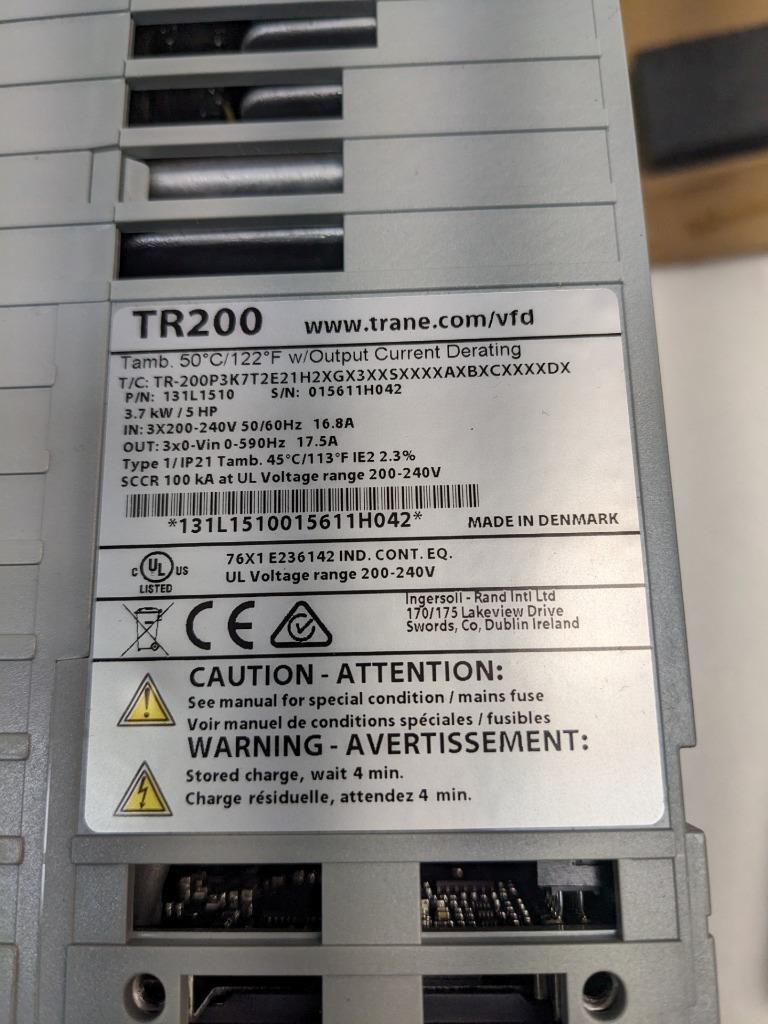 TR200 www.trane.com/vfd
Tamb. 50°C/122°F w/Output Current Derating
T/C: TR-200P3K7T2E21H2XGX3XXSXXXXAXBXCXXXXDX
P/N: 131L1510 S/N: 015611H042
3.7 kW / 5 HP
IN: 3X200-240V 50/60Hz 16.8A
OUT: 3x0-Vin 0-590Hz 17.5A
Type 1/IP21 Tamb. 45°C/113°F IE2 2.3%
SCCR 100 kA at UL Voltage range 200-240V
*131L1510015611H042* MADE IN DENMARK
C UL US LISTED
76X1 E236142 IND. CONT. EQ.
UL Voltage range 200-240V
CE
Ingersoll - Rand Intl Ltd
170/175 Lakeview Drive
Swords, Co, Dublin Ireland
CAUTION - ATTENTION:
See manual for special condition / mains fuse
Voir manuel de conditions spéciales / fusibles
WARNING - AVERTISSEMENT:
Stored charge, wait 4 min.
Charge résiduelle, attendez 4 min.